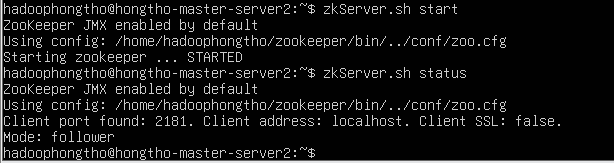 hadoophongtho@hongtho-master-server2:~$ zkServer.sh start
ZooKeeper JMX enabled by default
Using config: /home/hadoophongtho/zookeeper/bin/../conf/zoo.cfg
Starting zookeeper ... STARTED
hadoophongtho@hongtho-master-server2:~$ zkServer.sh status
ZooKeeper JMX enabled by default
Using config: /home/hadoophongtho/zookeeper/bin/../conf/zoo.cfg
Client port found: 2181. Client address: localhost. Client SSL: false.
Mode: follower
hadoophongtho@hongtho-master-server2:~$